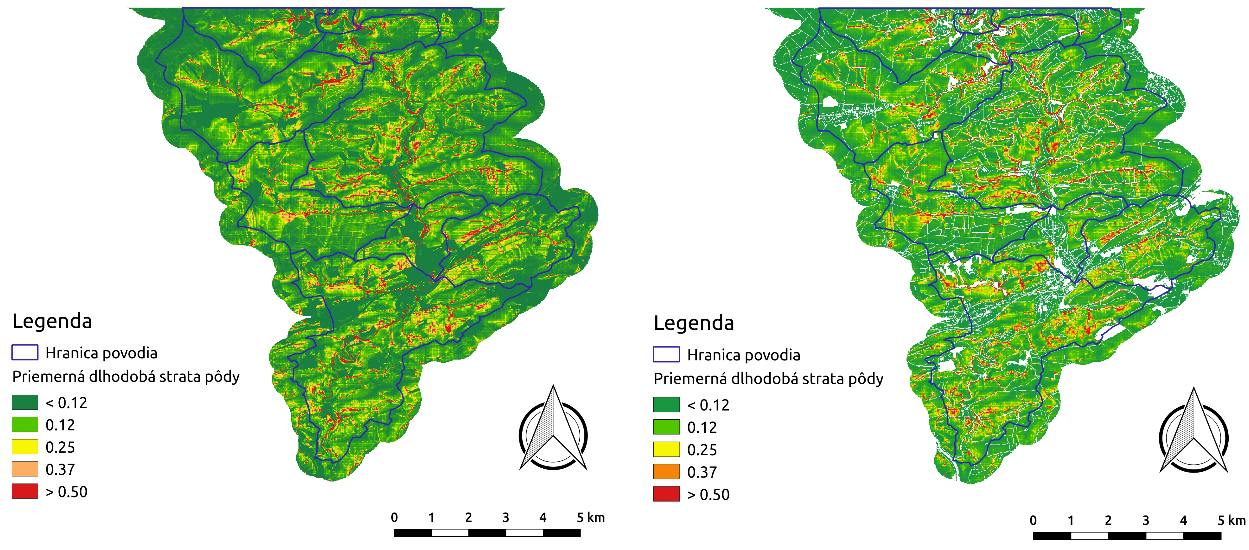 Legenda
Hranica povodia
Priemerná dlhodobá strata pôdy
< 0.12
0.12
0.25
0.37
> 0.50
0 1 2 3 4 5 km
Legenda
Hranica povodia
Priemerná dlhodobá strata pôdy
< 0.12
0.12
0.25
0.37
> 0.50
0 1 2 3 4 5 km